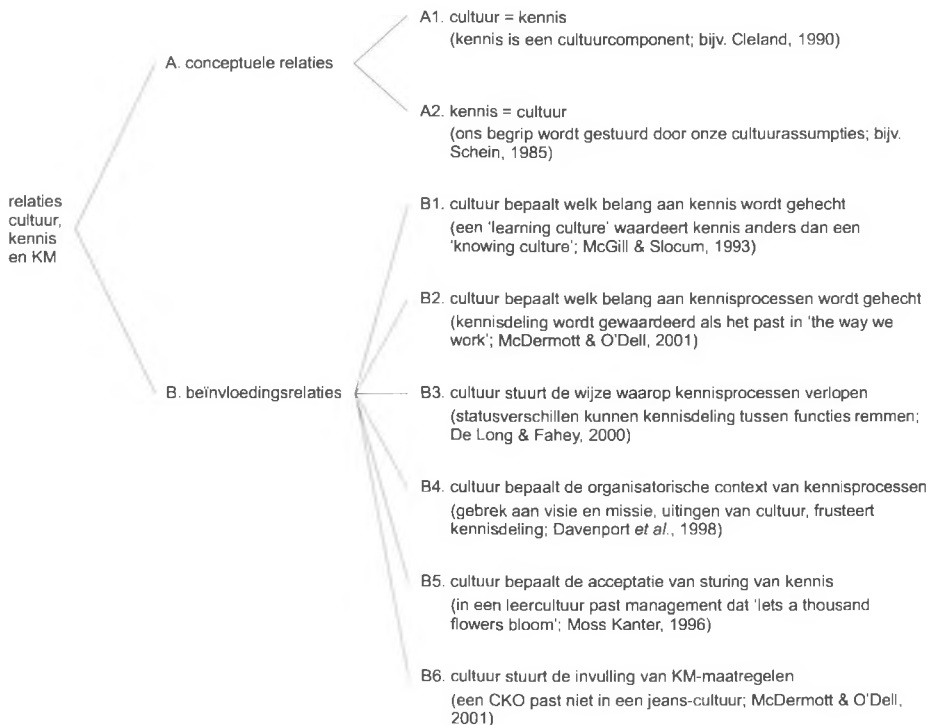 A1. cultuur = kennis
(kennis is een cultuurcomponent; bijv. Cleland, 1990)
A. conceptuele relaties
A2. kennis = cultuur
(ons begrip wordt gestuurd door onze cultuurassumpties; bijv.
Schein, 1985)
relaties
cultuur,
kennis
en KM
B1. cultuur bepaalt welk belang aan kennis wordt gehecht
(een 'learning culture' waardeert kennis anders dan een
'knowing culture'; McGill & Slocum, 1993)
B2. cultuur bepaalt welk belang aan kennisprocessen wordt gehecht
(kennisdeling wordt gewaardeerd als het past in 'the way we
work'; McDermott & O'Dell, 2001)
B. beïnvloedingsrelaties
B3. cultuur stuurt de wijze waarop kennisprocessen verlopen
(statusverschillen kunnen kennisdeling tussen functies remmen;
De Long & Fahey, 2000)
B4. cultuur bepaalt de organisatorische context van kennisprocessen
(gebrek aan visie en missie, uitingen van cultuur, frusteert
kennisdeling; Davenport et al., 1998)
B5. cultuur bepaalt de acceptatie van sturing van kennis
(in een leercultuur past management dat 'lets a thousand
flowers bloom'; Moss Kanter, 1996)
B6. cultuur stuurt de invulling van KM-maatregelen
(een CKO past niet in een jeans-cultuur; McDermott & O'Dell,
2001)